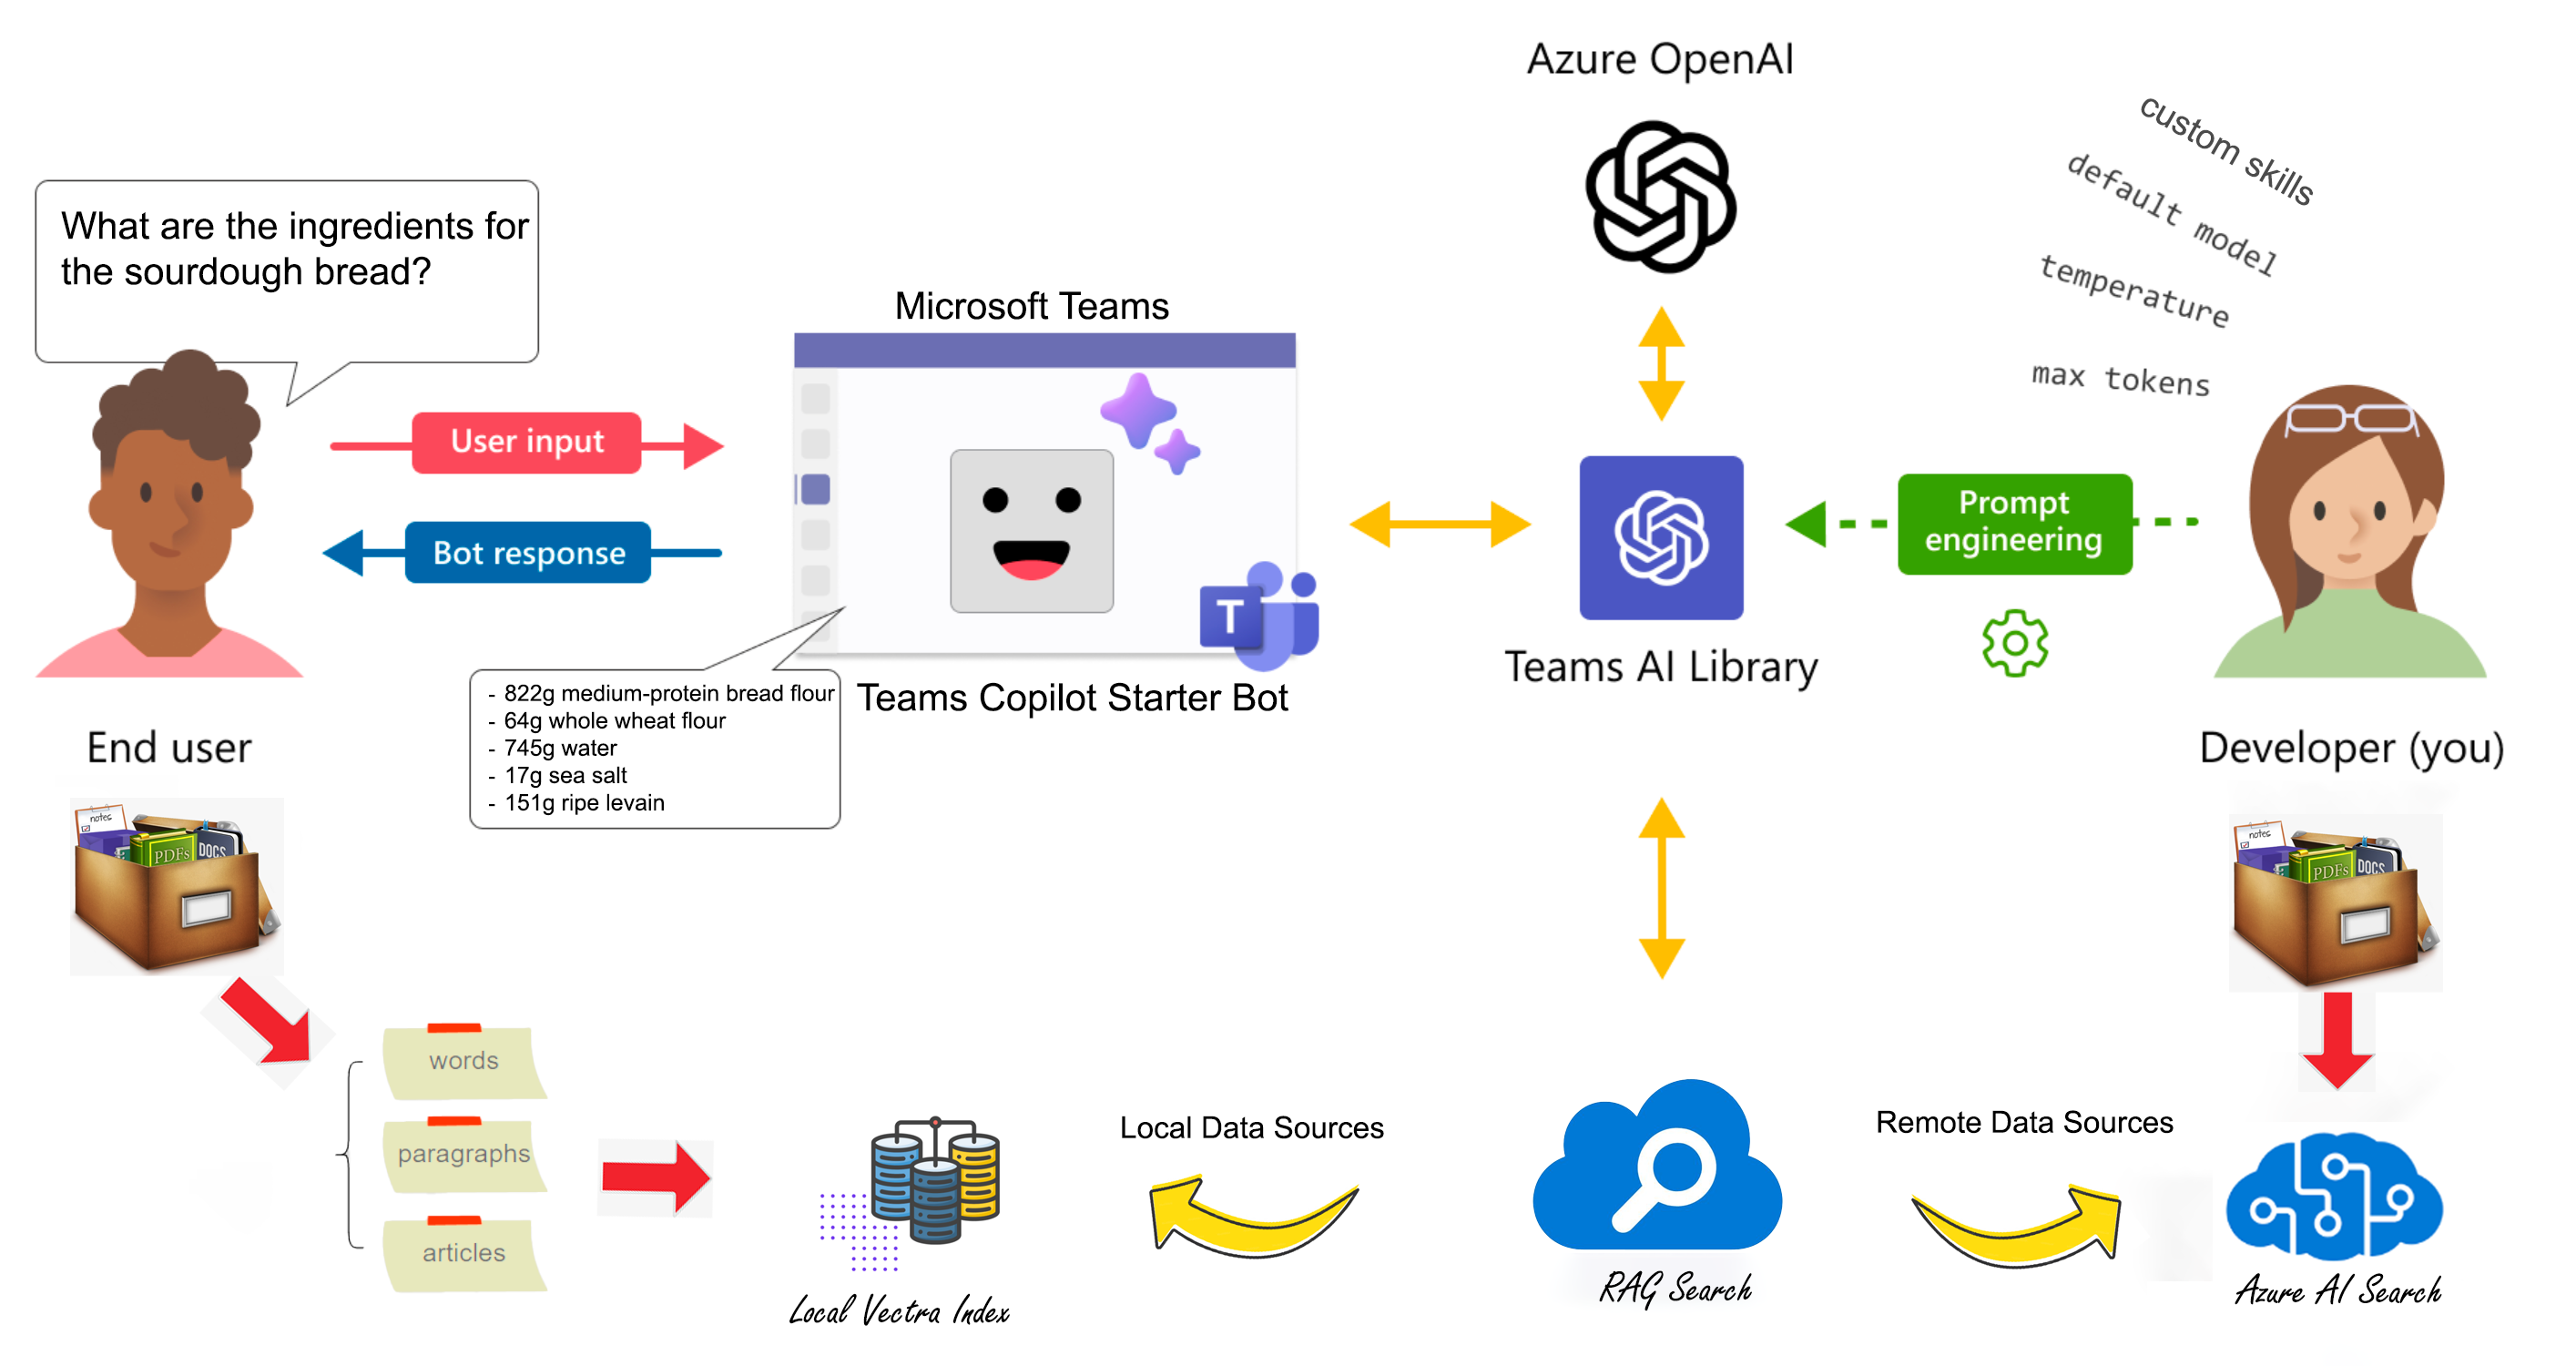 Azure OpenAI
custom skills
default model
temperature
max tokens
What are the ingredients for
the sourdough bread?
Microsoft Teams
User input
Bot response
T
Prompt
engineering
Teams AI Library
- 822g medium-protein bread flour
- 64g whole wheat flour
- 745g water
- 17g sea salt
- 151g ripe levain
Teams Copilot Starter Bot
End user
Developer (you)
notes
PDFs
DOCS
notes
PDFs
DOCS
words
paragraphs
articles
Local Data Sources
Remote Data Sources
Local Vectra Index
RAG Search
Azure AI Search